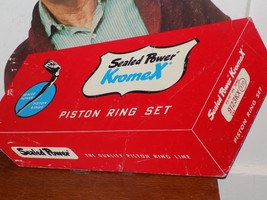 Sealed Power
KromeX
PISTON RING SET
Sealed Power
THE QUALITY PISTON RING LINE
Sealed Power KromeX
PISTON RING SET